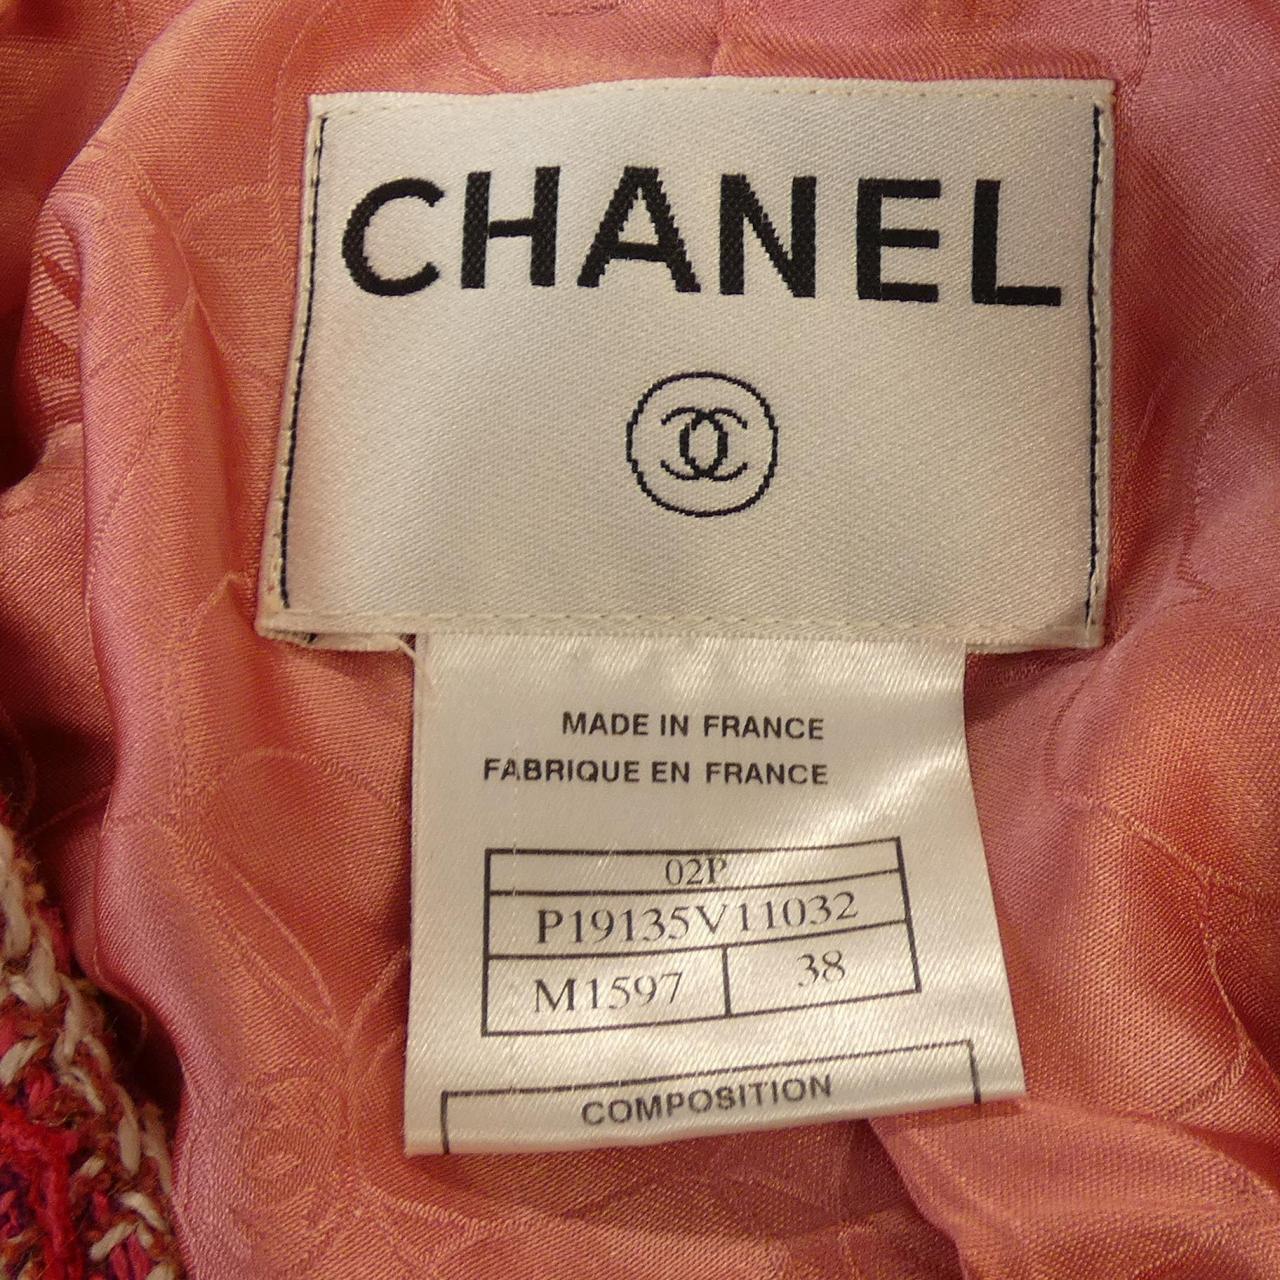 CHANEL
MADE IN FRANCE
FABRIQUE EN FRANCE
02P
P19135V11032
M1597 38
COMPOSITION